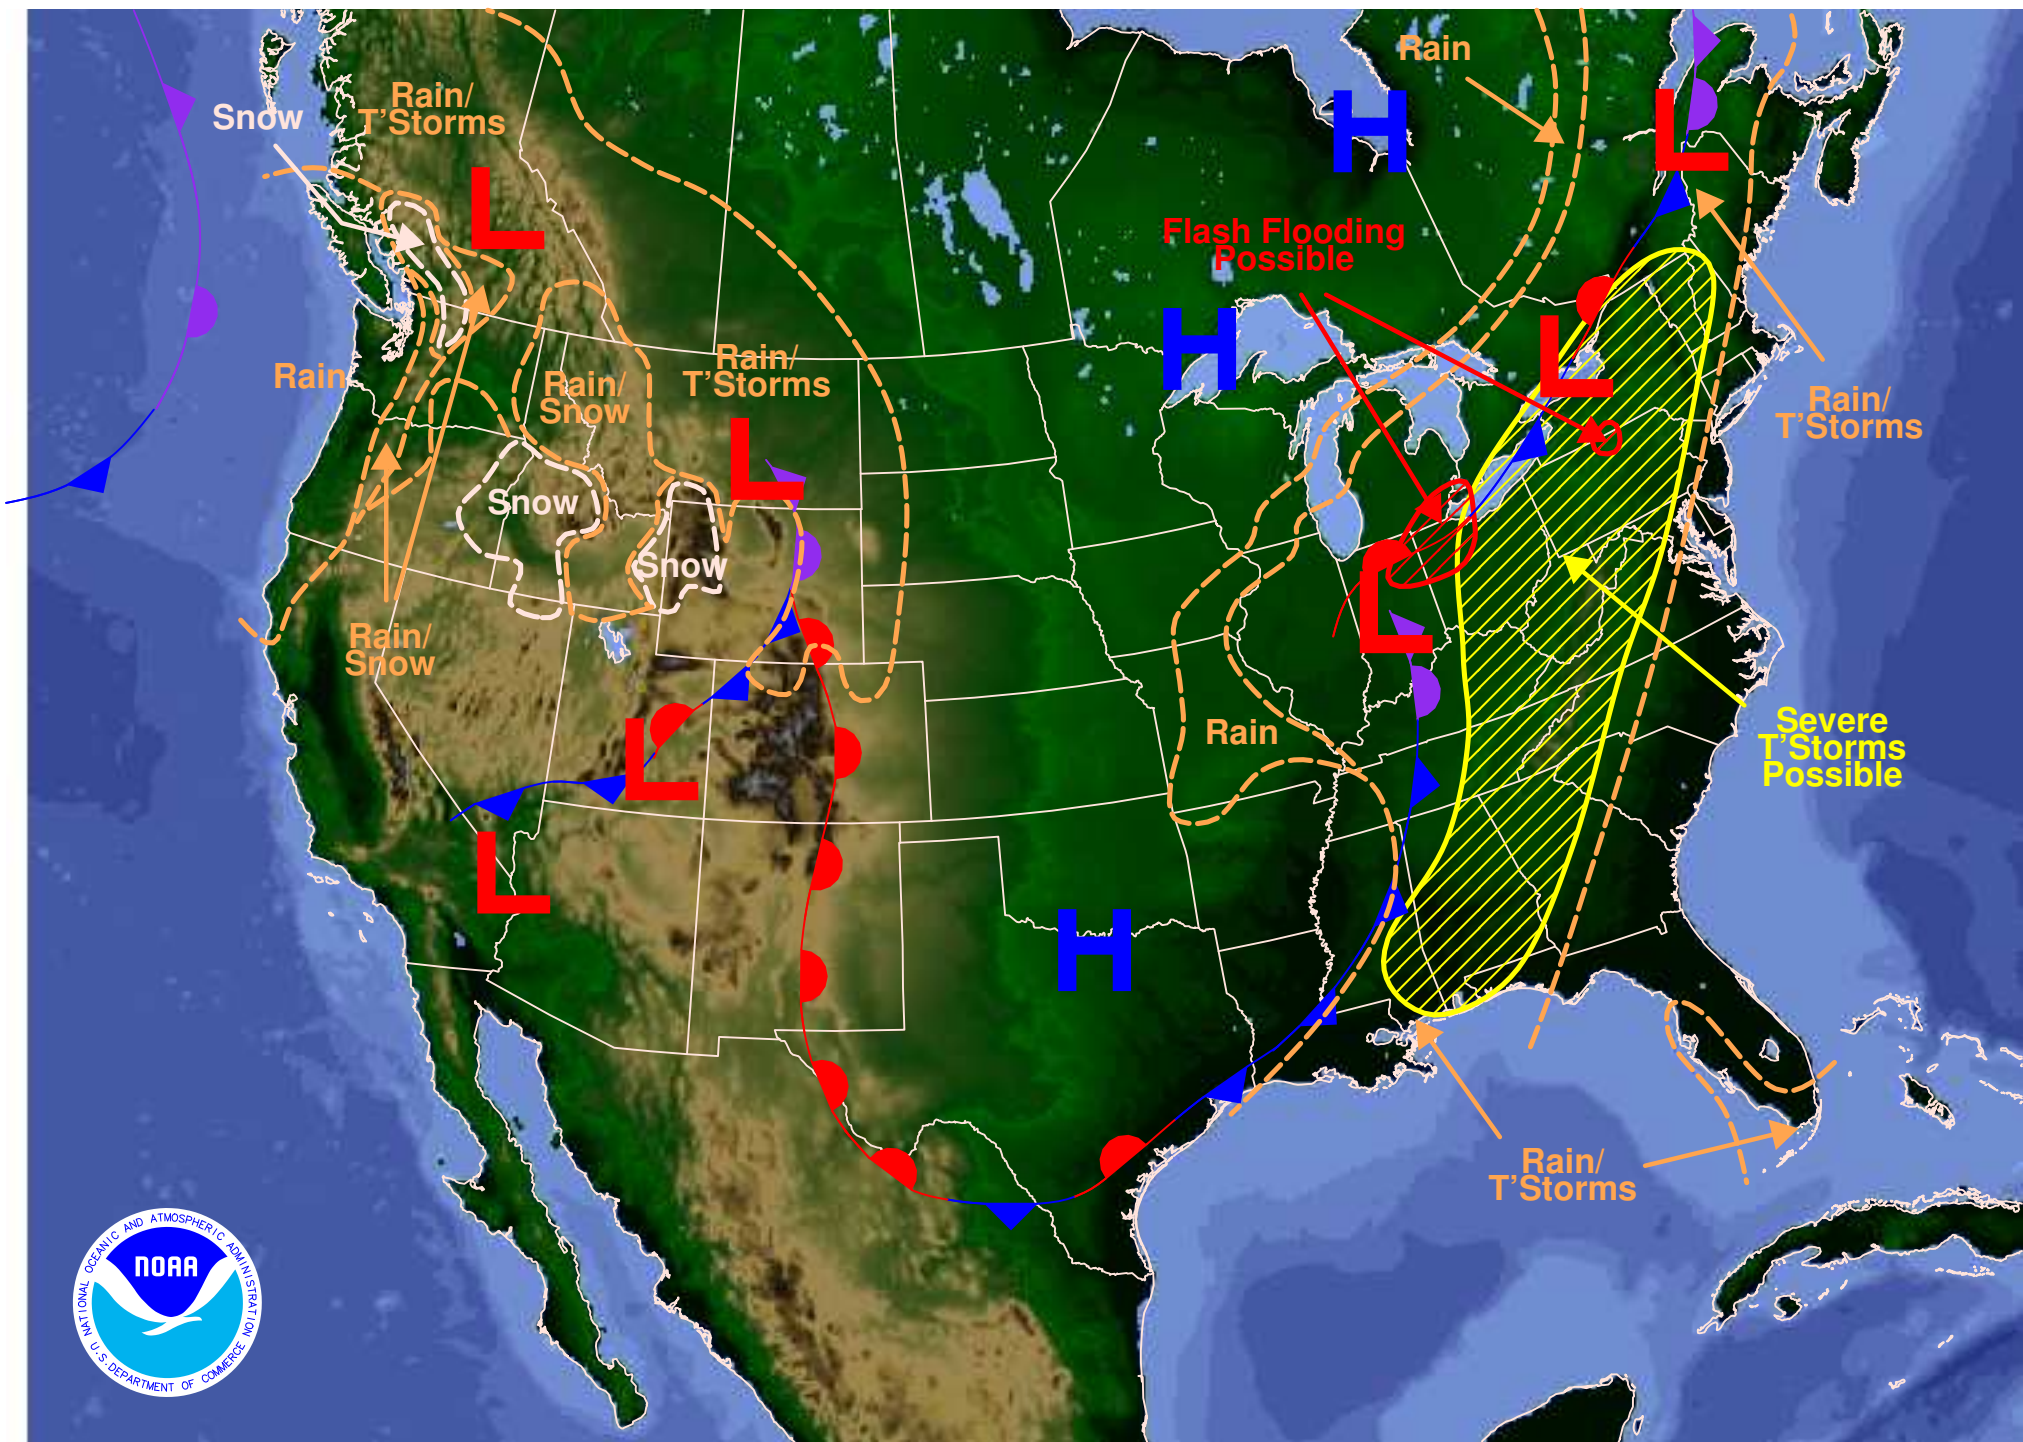 Rain
Rain/
T'Storms
Snow
H
L
L
Flash Flooding
Possible
H
L
Rain/
T'Storms
Rain
Rain/
Snow
Rain/
T'Storms
L
Snow
Snow
L
Rain/
Snow
Rain
Severe
T'Storms
Possible
L
L
H
Rain/
T'Storms
NATIONAL OCEANIC AND ATMOSPHERIC ADMINISTRATION
NOAA
U.S. DEPARTMENT OF COMMERCE